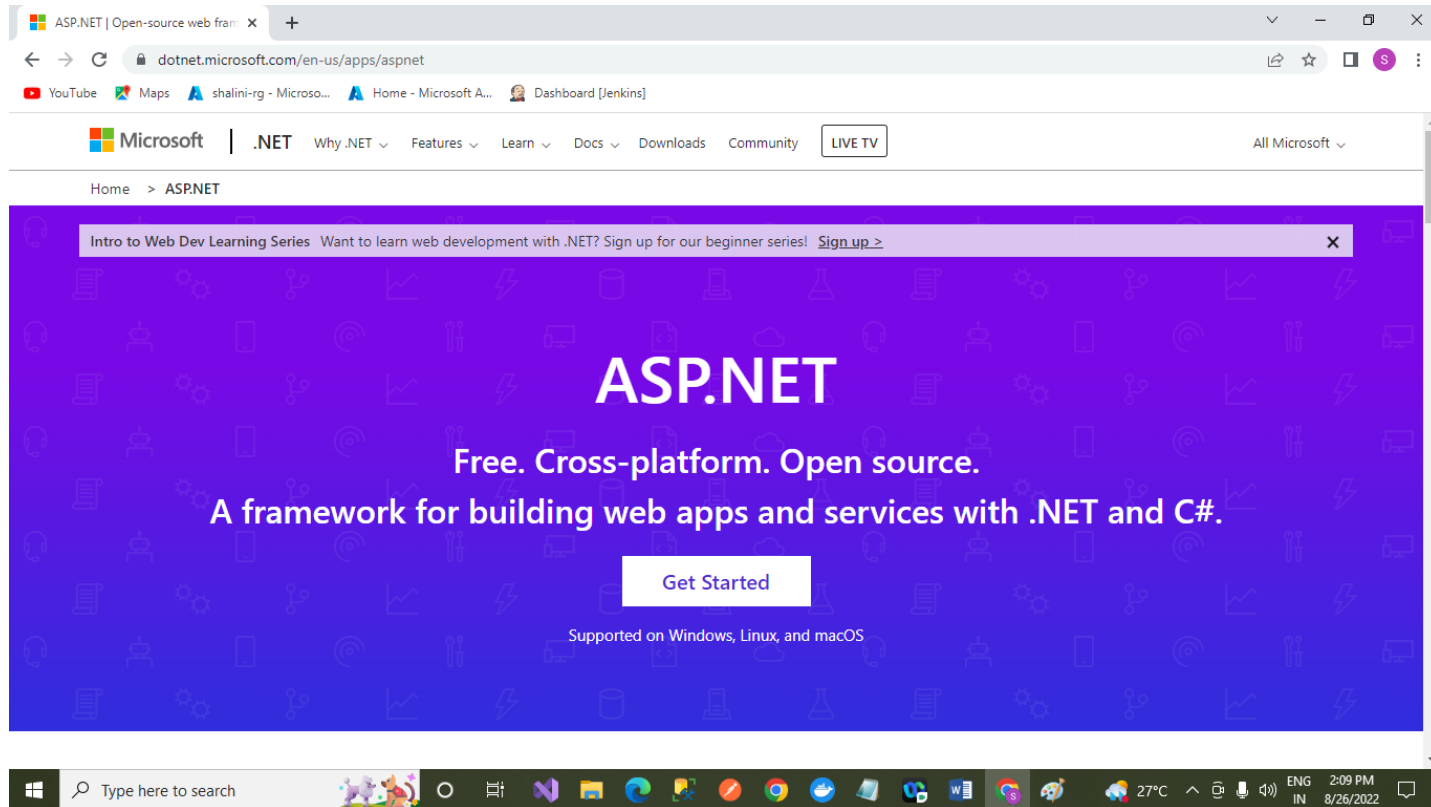 ASP.NET | Open-source web fram
dotnet.microsoft.com/en-us/apps/aspnet
S
YouTube Maps shalini-rg - Microso... Home - Microsoft A... Dashboard [Jenkins]
Microsoft .NET Why .NET Features Learn Docs Downloads Community LIVE TV All Microsoft
Home > ASP.NET
Intro to Web Dev Learning Series Want to learn web development with .NET? Sign up for our beginner series! Sign up >
ASP.NET
Free. Cross-platform. Open source.
A framework for building web apps and services with .NET and C#.
Get Started
Supported on Windows, Linux, and macOS
Type here to search 27°C ENG 2:09 PM
IN 8/26/2022